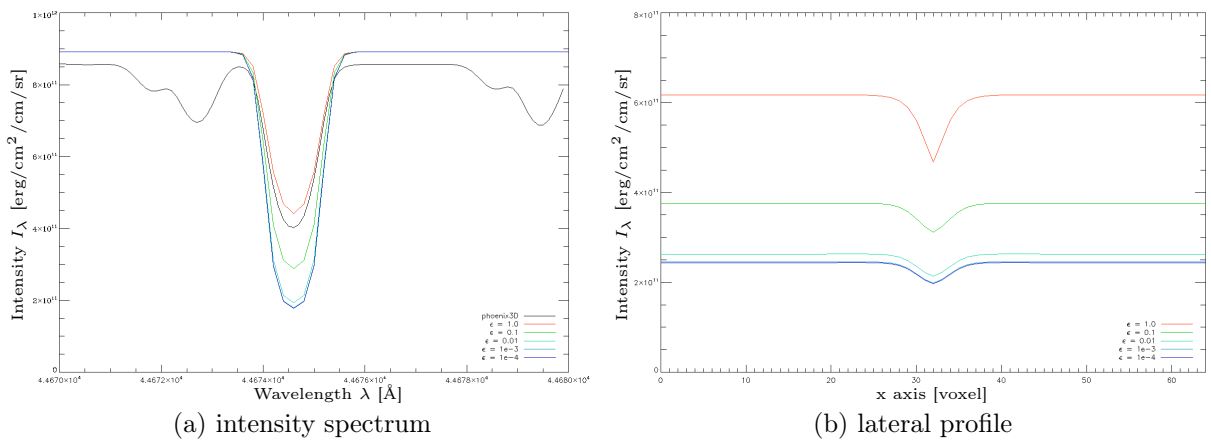 1×10¹²
8×10¹¹
6×10¹¹
4×10¹¹
2×10¹¹
0
Intensity I_λ [erg/cm² /cm/sr]
phoenix3D
ϵ = 1.0
ϵ = 0.1
ϵ = 0.01
ϵ = 1e-3
ϵ = 1e-4
4.4670×10⁴ 4.4672×10⁴ 4.4674×10⁴ 4.4676×10⁴ 4.4678×10⁴ 4.4680×10⁴
Wavelength λ [Å]
(a) intensity spectrum
8×10¹¹
6×10¹¹
4×10¹¹
2×10¹¹
0
Intensity I_λ [erg/cm² /cm/sr]
ϵ = 1.0
ϵ = 0.1
ϵ = 0.01
ϵ = 1e-3
ϵ = 1e-4
0 10 20 30 40 50 60
x axis [voxel]
(b) lateral profile